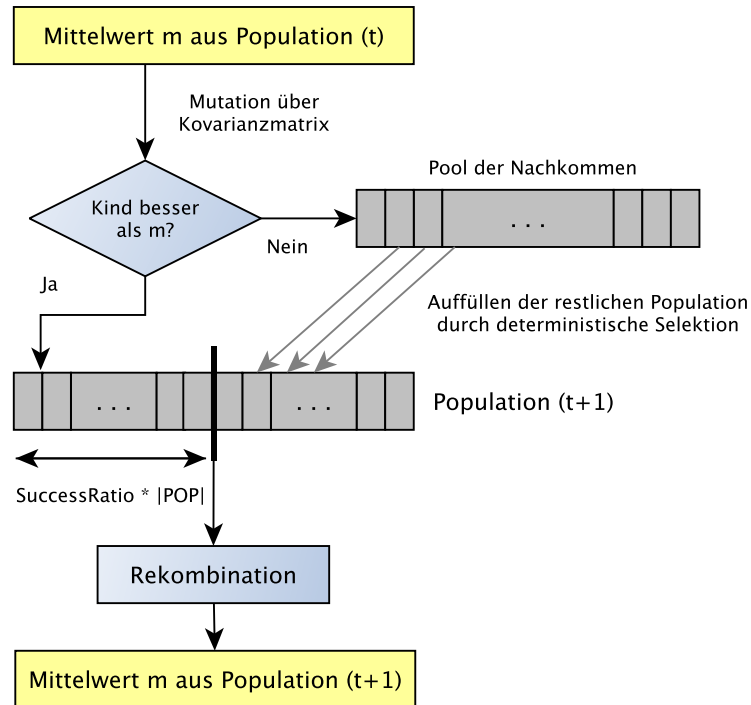 Mittelwert m aus Population (t)
Mutation über
Kovarianzmatrix
Pool der Nachkommen
Kind besser
als m?
. . .
Nein
Ja
Auffüllen der restlichen Population
durch deterministische Selektion
. . .
. . .
Population (t+1)
SuccessRatio * |POP|
Rekombination
Mittelwert m aus Population (t+1)